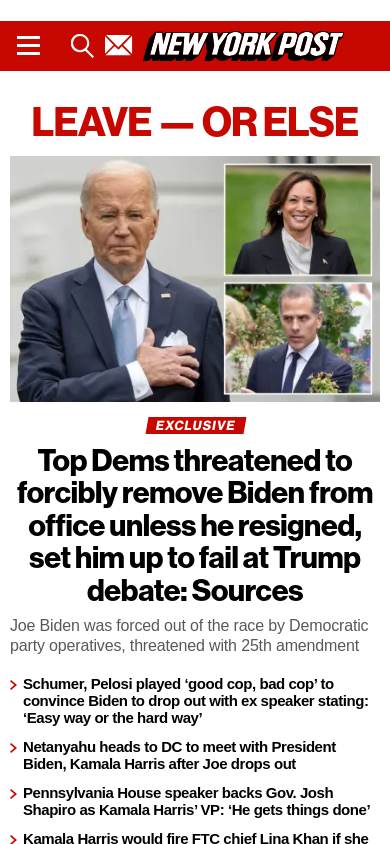 NEW YORK POST
LEAVE — OR ELSE
EXCLUSIVE
Top Dems threatened to
forcibly remove Biden from
office unless he resigned,
set him up to fail at Trump
debate: Sources
Joe Biden was forced out of the race by Democratic
party operatives, threatened with 25th amendment
Schumer, Pelosi played ‘good cop, bad cop’ to
convince Biden to drop out with ex speaker stating:
‘Easy way or the hard way’
Netanyahu heads to DC to meet with President
Biden, Kamala Harris after Joe drops out
Pennsylvania House speaker backs Gov. Josh
Shapiro as Kamala Harris’ VP: ‘He gets things done’
Kamala Harris would fire FTC chief Lina Khan if she